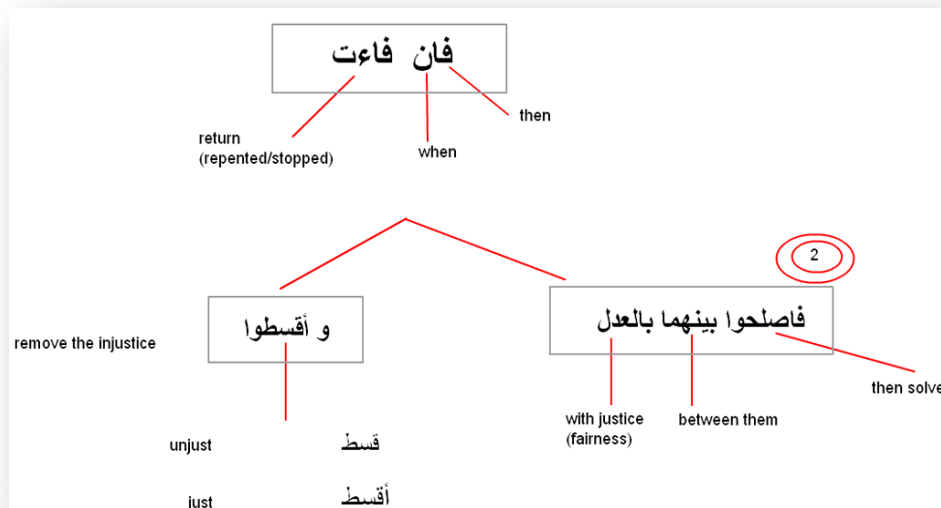 فان فاءت
then
when
return
(repented/stopped)
2
و أقسطوا
فاصلحوا بينهما بالعدل
remove the injustice
then solve
with justice
(fairness)
between them
unjust
قسط
just
أقسط